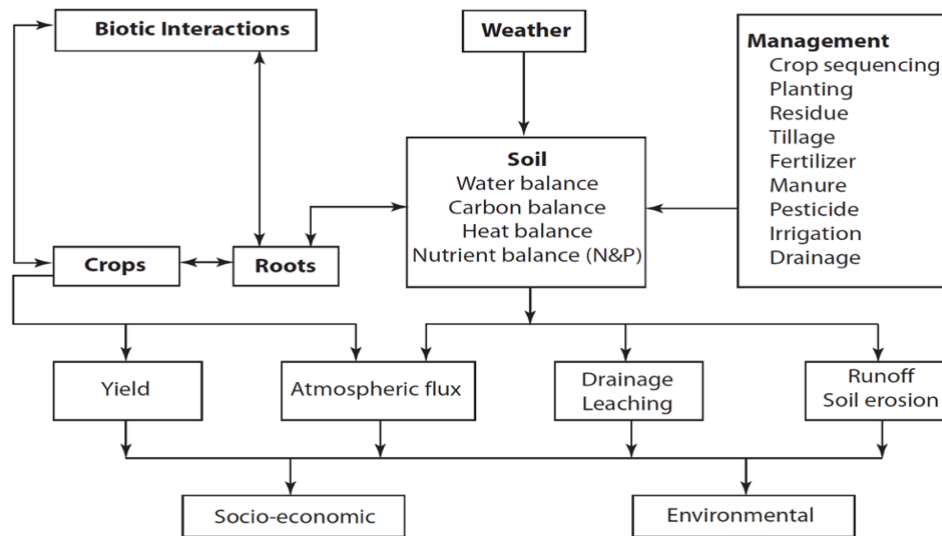 Biotic Interactions
Weather
Management
Crop sequencing
Planting
Residue
Tillage
Fertilizer
Manure
Pesticide
Irrigation
Drainage
Soil
Water balance
Carbon balance
Heat balance
Nutrient balance (N&P)
Crops
Roots
Yield
Atmospheric flux
Drainage
Leaching
Runoff
Soil erosion
Socio-economic
Environmental